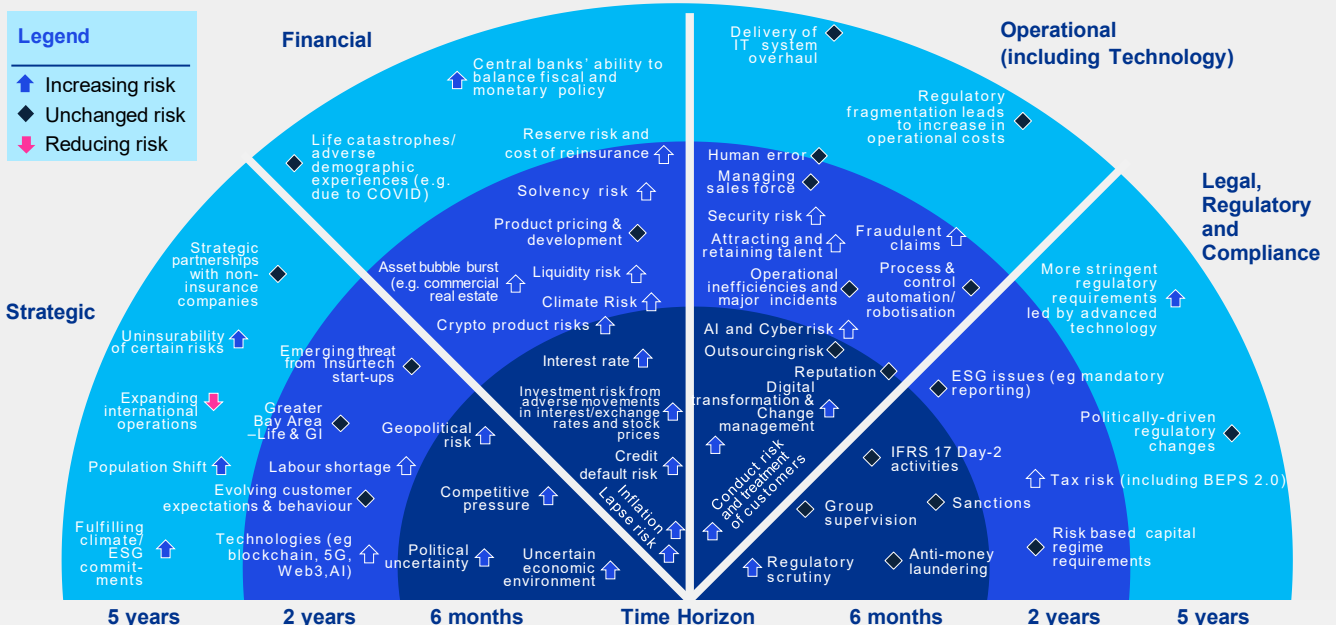 Legend
Increasing risk
Unchanged risk
Reducing risk
Financial
Operational
(including Technology)
Legal,
Regulatory
and
Compliance
Strategic
Central banks' ability to
balance fiscal and
monetary policy
Life catastrophes/
adverse
demographic
experiences (e.g.
due to COVID)
Reserve risk and
cost of reinsurance
Solvency risk
Product pricing &
development
Asset bubble burst
(e.g. commercial
real estate
Liquidity risk
Climate Risk
Crypto product risks
Interest rate
Investment risk from
adverse movements
in interest/exchange
rates and stock
prices
Credit
default risk
Inflation
Lapse risk
Delivery of
IT system
overhaul
Regulatory
fragmentation leads
to increase in
operational costs
Human error
Managing
sales force
Security risk
Attracting and
retaining talent
Fraudulent
claims
Operational
inefficiencies and
major incidents
Process &
control
automation/
robotisation
AI and Cyber risk
Outsourcing risk
Reputation
Digital
transformation &
Change
management
Conduct risk
and treatment
of customers
Strategic
partnerships
with non-
insurance
companies
Uninsurability
of certain risks
Expanding
international
operations
Population Shift
Fulfilling
climate/
ESG
commit-
ments
Emerging threat
from Insurtech
start-ups
Greater
Bay Area
–Life & GI
Labour shortage
Evolving customer
expectations & behaviour
Technologies (eg
blockchain, 5G,
Web3,AI)
Geopolitical
risk
Competitive
pressure
Political
uncertainty
Uncertain
economic
environment
More stringent
regulatory
requirements
led by advanced
technology
ESG issues (eg mandatory
reporting)
Politically-driven
regulatory
changes
IFRS 17 Day-2
activities
Tax risk (including BEPS 2.0)
Sanctions
Group
supervision
Risk based capital
regime
requirements
Anti-money
laundering
Regulatory
scrutiny
5 years
2 years
6 months
Time Horizon
6 months
2 years
5 years